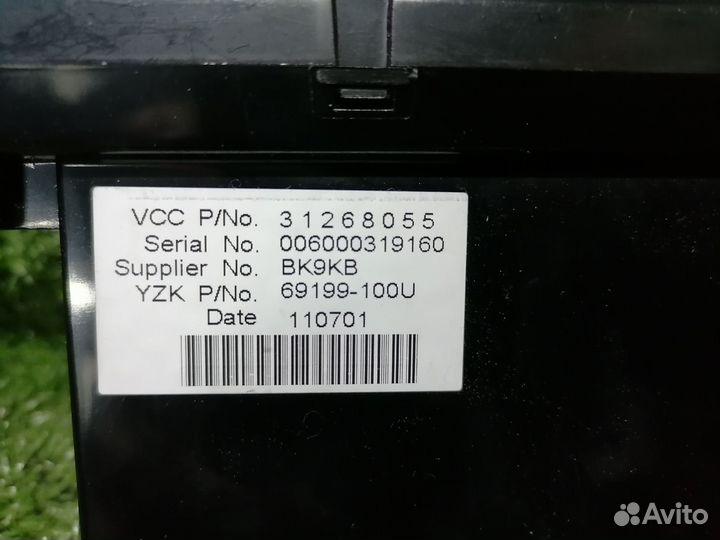 VCC P/No. 31268055
Serial No. 006000319160
Supplier No. BK9KB
YZK P/No. 69199-100U
Date 110701
Avito